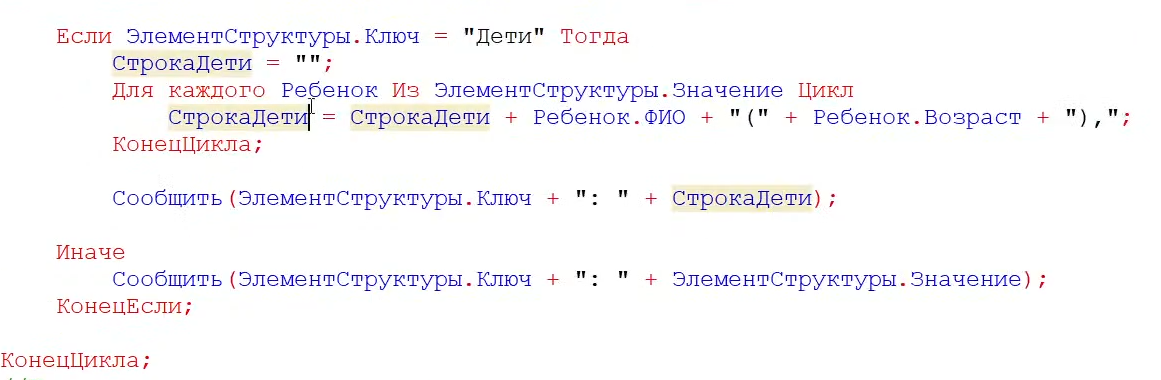 Если ЭлементСтруктуры.Ключ = "Дети" Тогда
СтрокаДети = "";
Для каждого Ребенок Из ЭлементСтруктуры.Значение Цикл
СтрокаДети = СтрокаДети + Ребенок.ФИО + "(" + Ребенок.Возраст + "),";
КонецЦикла;
Сообщить(ЭлементСтруктуры.Ключ + ": " + СтрокаДети);
Иначе
Сообщить(ЭлементСтруктуры.Ключ + ": " + ЭлементСтруктуры.Значение);
КонецЕсли;
КонецЦикла;